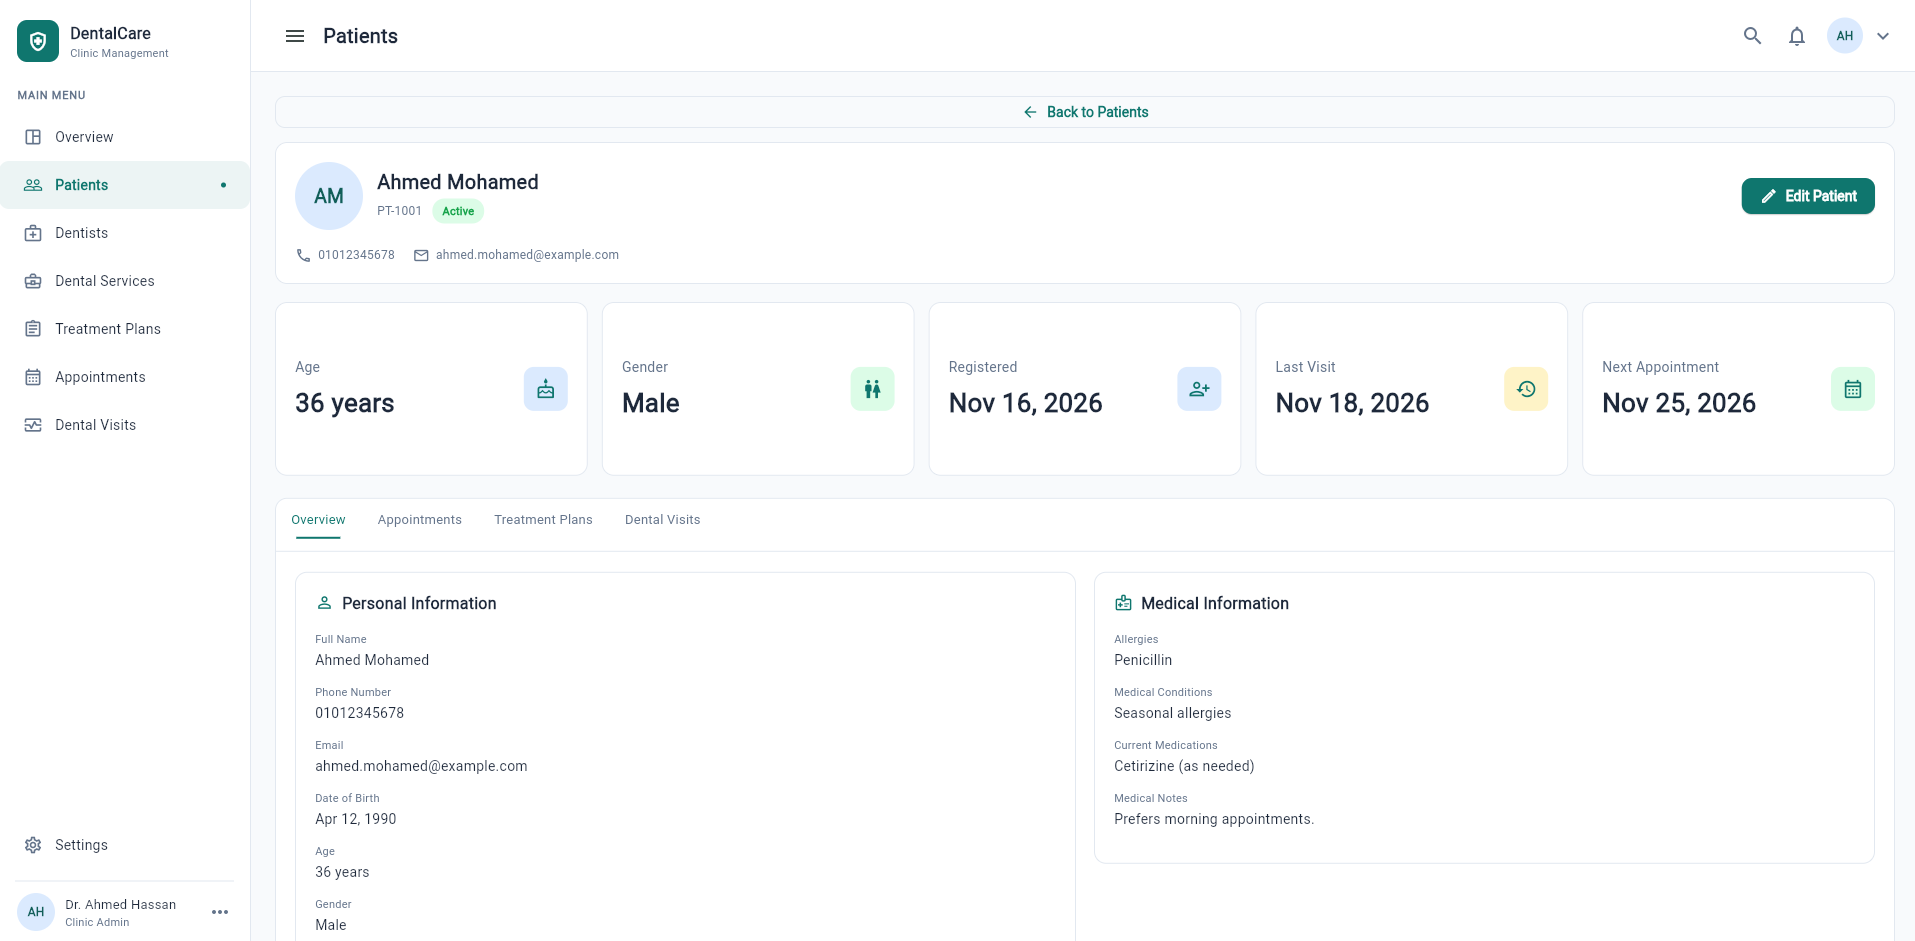 DentalCare
Clinic Management
MAIN MENU
Overview
Patients
Dentists
Dental Services
Treatment Plans
Appointments
Dental Visits
Settings
AH
Dr. Ahmed Hassan
Clinic Admin
Patients
AH
Back to Patients
AM
Ahmed Mohamed
PT-1001 Active
01012345678 ahmed.mohamed@example.com
Edit Patient
Age
36 years
Gender
Male
Registered
Nov 16, 2026
Last Visit
Nov 18, 2026
Next Appointment
Nov 25, 2026
Overview Appointments Treatment Plans Dental Visits
Personal Information
Full Name
Ahmed Mohamed
Phone Number
01012345678
Email
ahmed.mohamed@example.com
Date of Birth
Apr 12, 1990
Age
36 years
Gender
Male
Medical Information
Allergies
Penicillin
Medical Conditions
Seasonal allergies
Current Medications
Cetirizine (as needed)
Medical Notes
Prefers morning appointments.